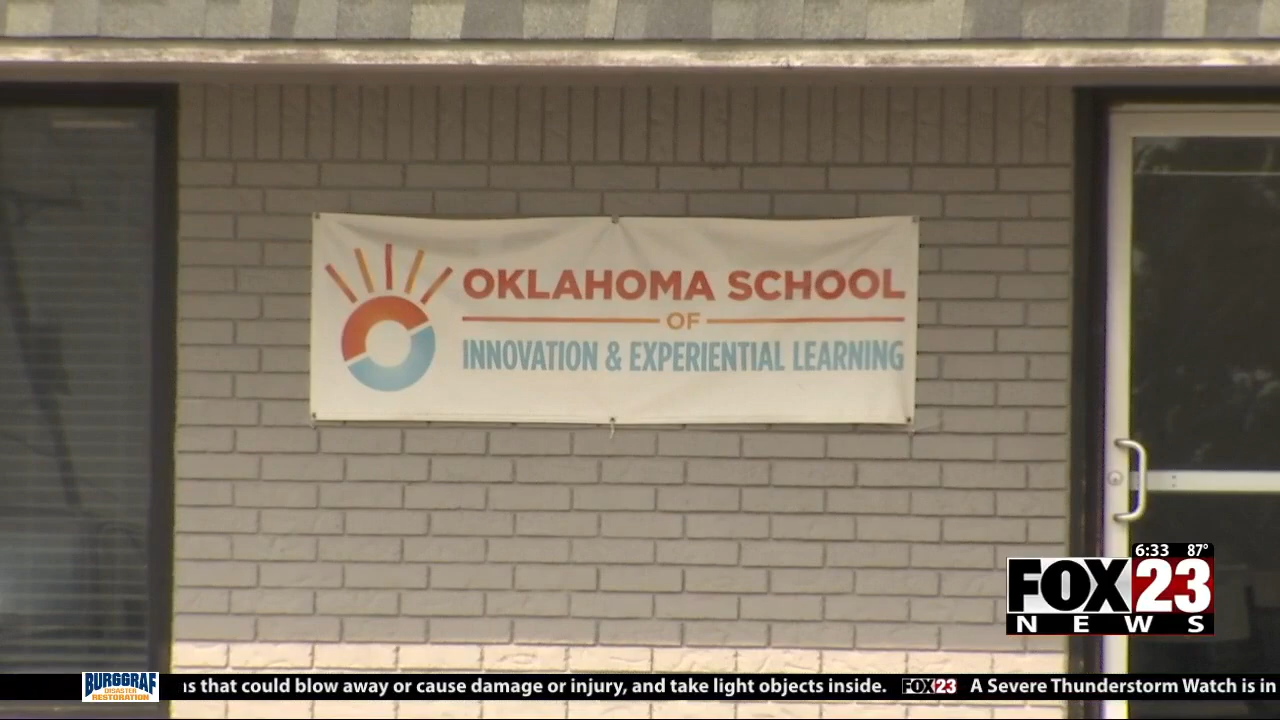 OKLAHOMA SCHOOL
OF
INNOVATION & EXPERIENTIAL LEARNING
6:33 87°
FOX23
NEWS
BURGGRAF
DISASTER
RESTORATION
s that could blow away or cause damage or injury, and take light objects inside. FOX23 A Severe Thunderstorm Watch is in